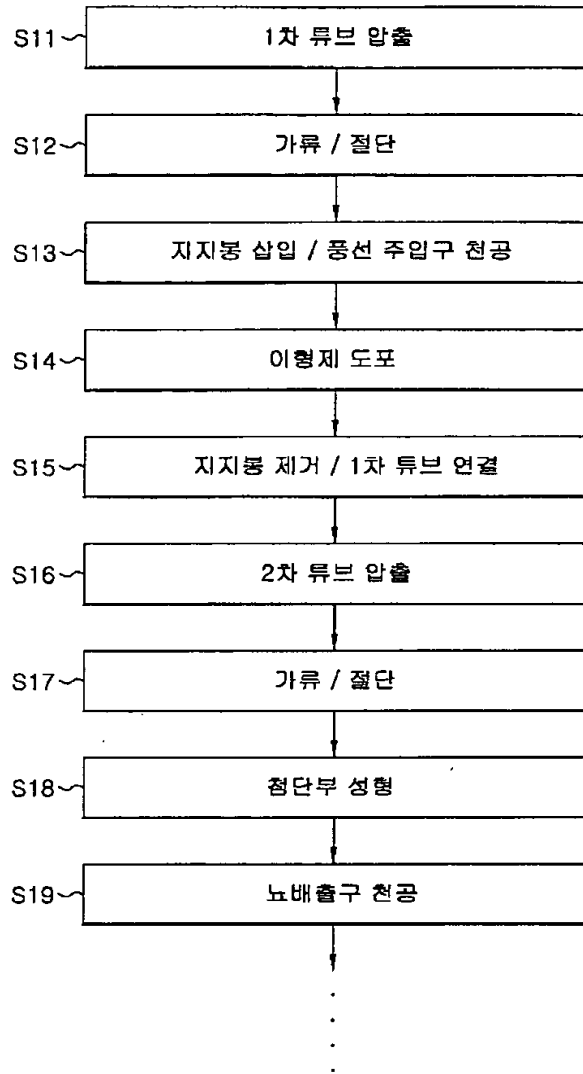 S11 1차 튜브 압출
S12 가류 / 절단
S13 지지봉 삽입 / 풍선 주입구 천공
S14 이형제 도포
S15 지지봉 제거 / 1차 튜브 연결
S16 2차 튜브 압출
S17 가류 / 절단
S18 첨단부 성형
S19 뇨배출구 천공